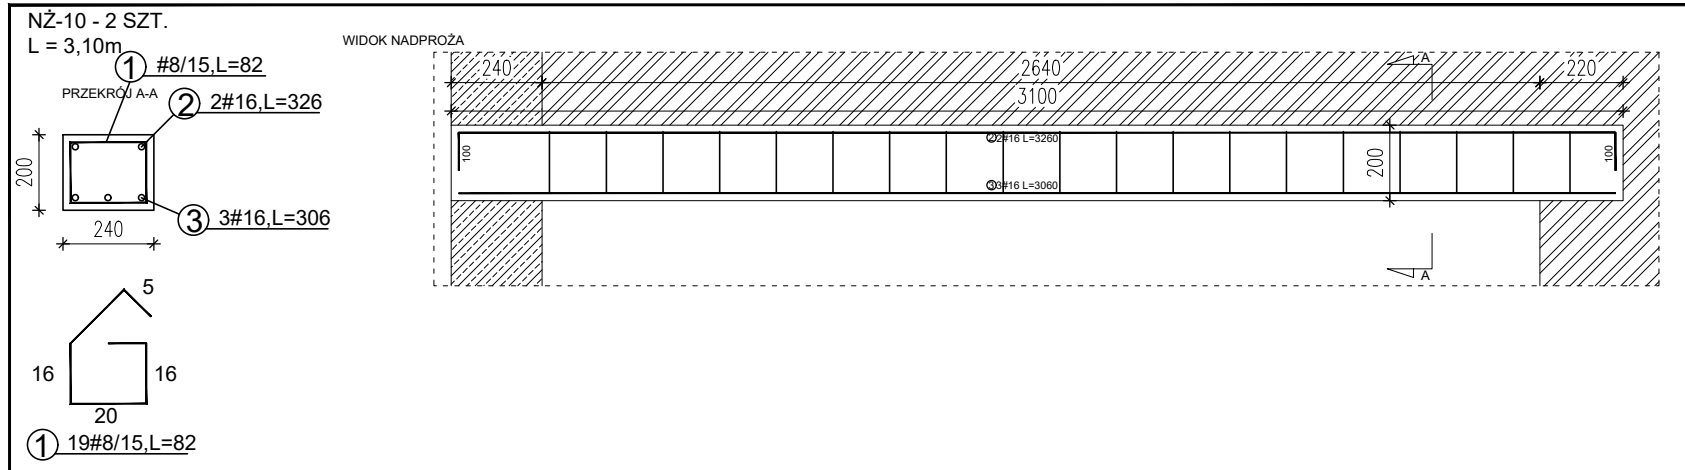 NŻ-10 - 2 SZT.
L = 3,10m
1 #8/15,L=82
PRZEKRÓJ A-A
2 2#16,L=326
200
240
3 3#16,L=306
5
16
16
20
1 19#8/15,L=82
WIDOK NADPROŻA
240
2640
220
3100
A
100
2 2#16 L=3260
200
100
3 3#16 L=3060
A